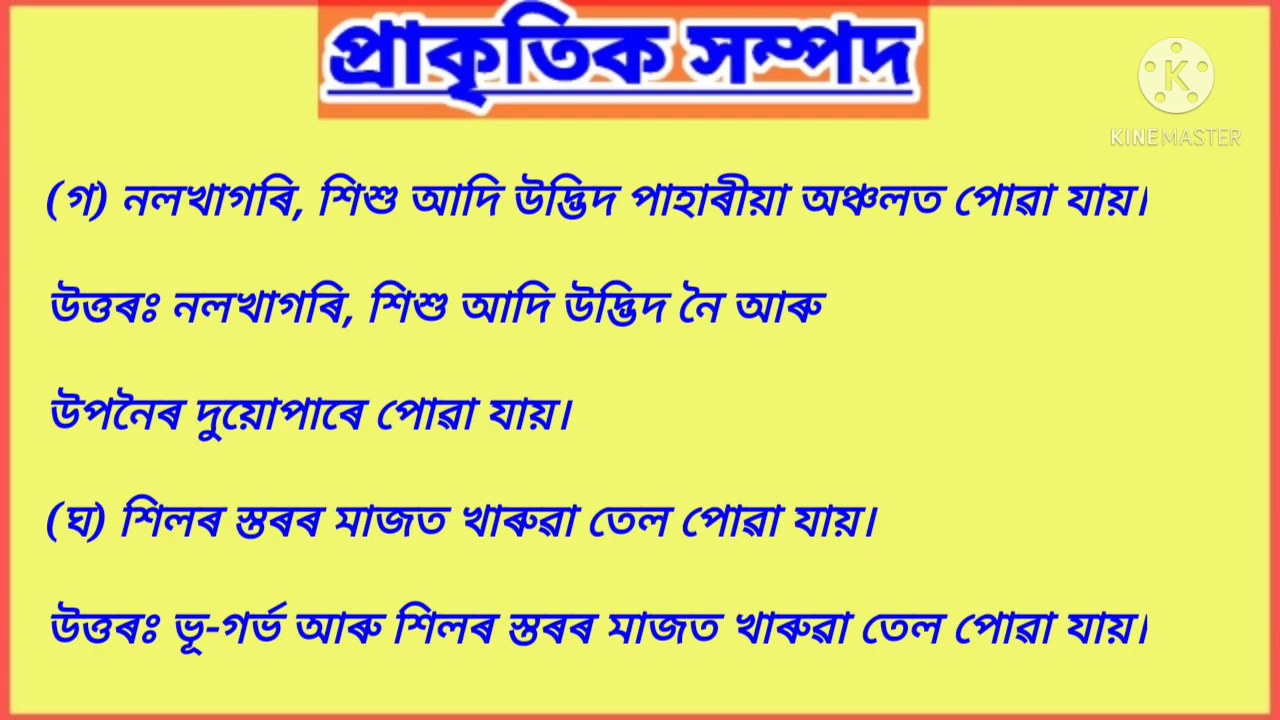 প্ৰাকৃতিক সম্পদ
KINEMASTER
(গ) নলখাগৰি, শিশু আদি উদ্ভিদ পাহাৰীয়া অঞ্চলত পোৱা যায়।
উত্তৰঃ নলখাগৰি, শিশু আদি উদ্ভিদ নৈ আৰু
উপনৈৰ দুয়োপাৰে পোৱা যায়।
(ঘ) শিলৰ স্তৰৰ মাজত খাৰুৱা তেল পোৱা যায়।
উত্তৰঃ ভূ-গৰ্ভ আৰু শিলৰ স্তৰৰ মাজত খাৰুৱা তেল পোৱা যায়।